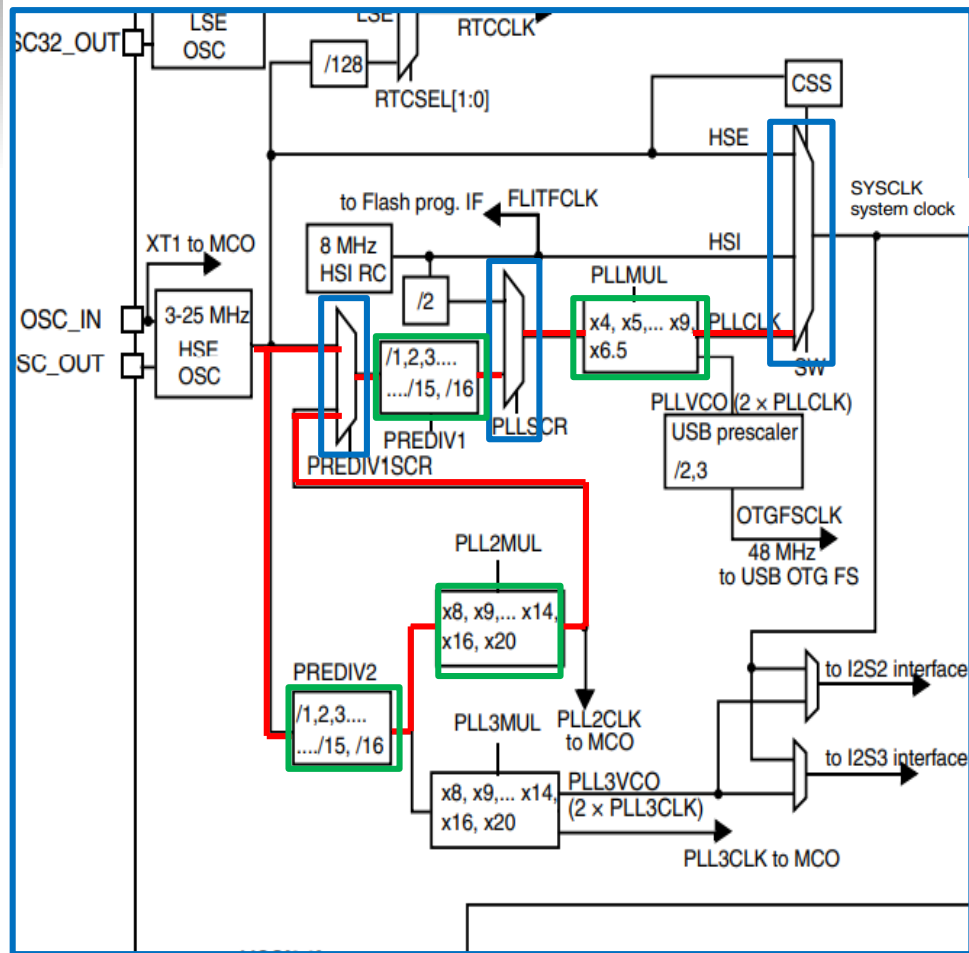 LSE
OSC
SC32_OUT
LSE
RTCCLK
/128
RTCSEL[1:0]
CSS
HSE
SYSCLK
system clock
to Flash prog. IF
FLITFCLK
XT1 to MCO
8 MHz
HSI RC
HSI
/2
PLLMUL
OSC_IN
3-25 MHz
HSE
OSC
SC_OUT
/1,2,3....
..../15, /16
x4, x5,... x9,
x6.5
PLLCLK
SW
PREDIV1
PLLSCR
PREDIV1SCR
PLLVCO (2 × PLLCLK)
USB prescaler
/2,3
OTGFSCLK
48 MHz
to USB OTG FS
PLL2MUL
x8, x9,... x14,
x16, x20
PREDIV2
/1,2,3....
..../15, /16
PLL2CLK
to MCO
to I2S2 interface
PLL3MUL
x8, x9,... x14,
x16, x20
PLL3VCO
(2 × PLL3CLK)
to I2S3 interface
PLL3CLK to MCO